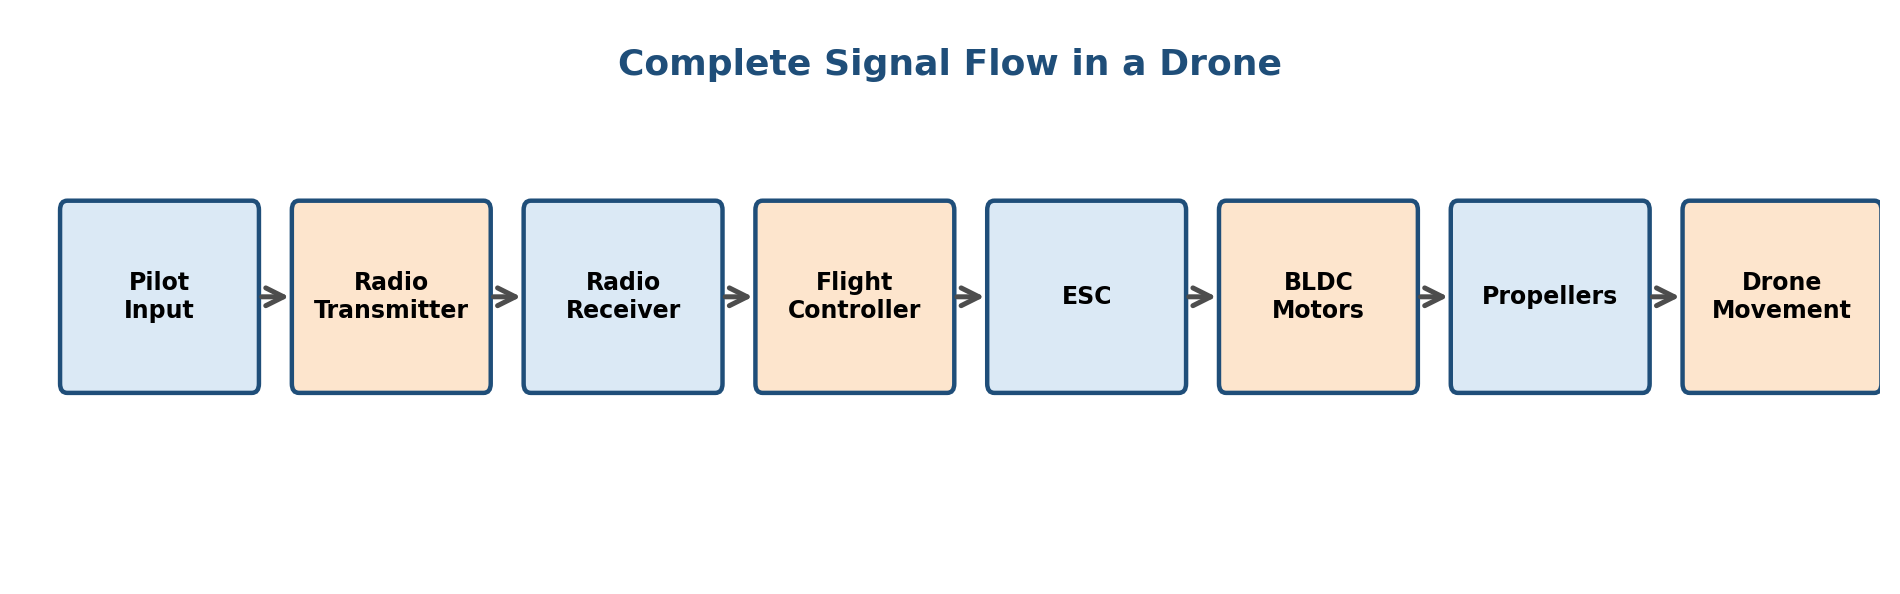 Complete Signal Flow in a Drone
Pilot
Input
Radio
Transmitter
Radio
Receiver
Flight
Controller
ESC
BLDC
Motors
Propellers
Drone
Movement